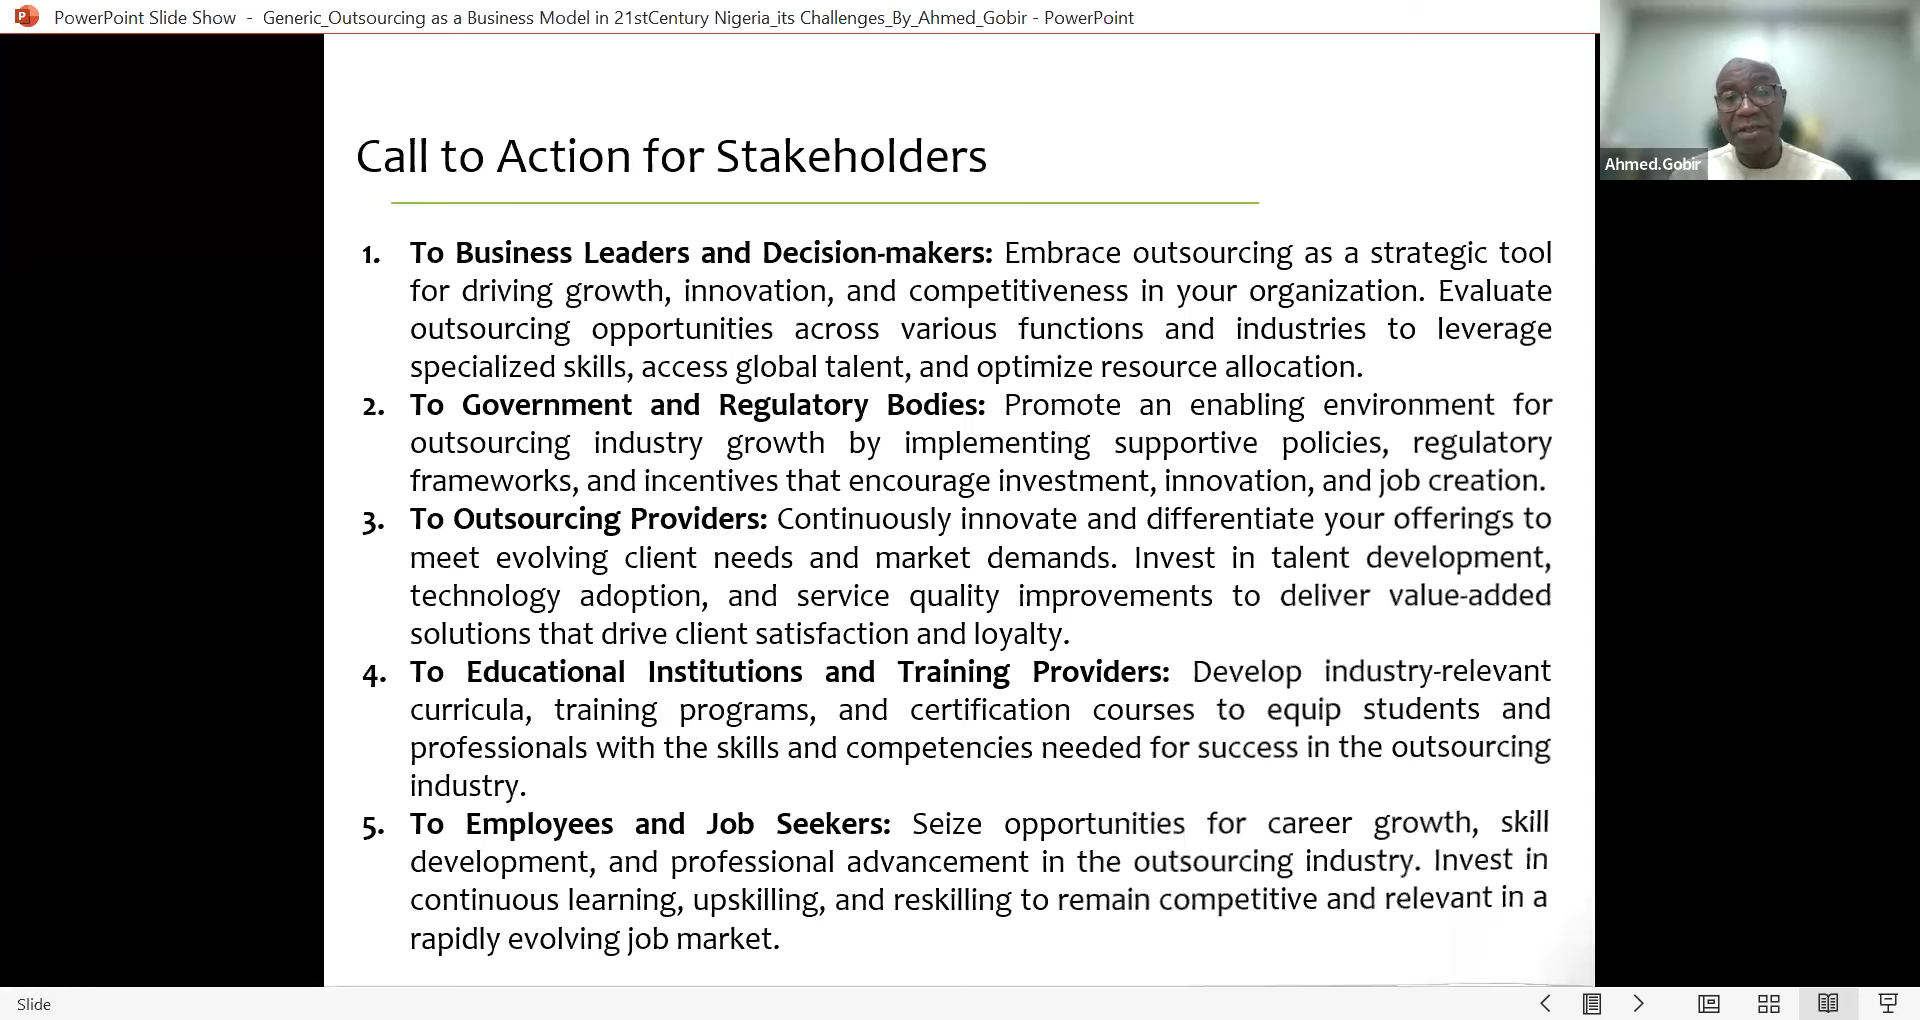 PowerPoint Slide Show - Generic_Outsourcing as a Business Model in 21stCentury Nigeria_its Challenges_By_Ahmed_Gobir - PowerPoint
Ahmed.Gobir
Call to Action for Stakeholders
1. To Business Leaders and Decision-makers: Embrace outsourcing as a strategic tool
for driving growth, innovation, and competitiveness in your organization. Evaluate
outsourcing opportunities across various functions and industries to leverage
specialized skills, access global talent, and optimize resource allocation.
2. To Government and Regulatory Bodies: Promote an enabling environment for
outsourcing industry growth by implementing supportive policies, regulatory
frameworks, and incentives that encourage investment, innovation, and job creation.
3. To Outsourcing Providers: Continuously innovate and differentiate your offerings to
meet evolving client needs and market demands. Invest in talent development,
technology adoption, and service quality improvements to deliver value-added
solutions that drive client satisfaction and loyalty.
4. To Educational Institutions and Training Providers: Develop industry-relevant
curricula, training programs, and certification courses to equip students and
professionals with the skills and competencies needed for success in the outsourcing
industry.
5. To Employees and Job Seekers: Seize opportunities for career growth, skill
development, and professional advancement in the outsourcing industry. Invest in
continuous learning, upskilling, and reskilling to remain competitive and relevant in a
rapidly evolving job market.
Slide